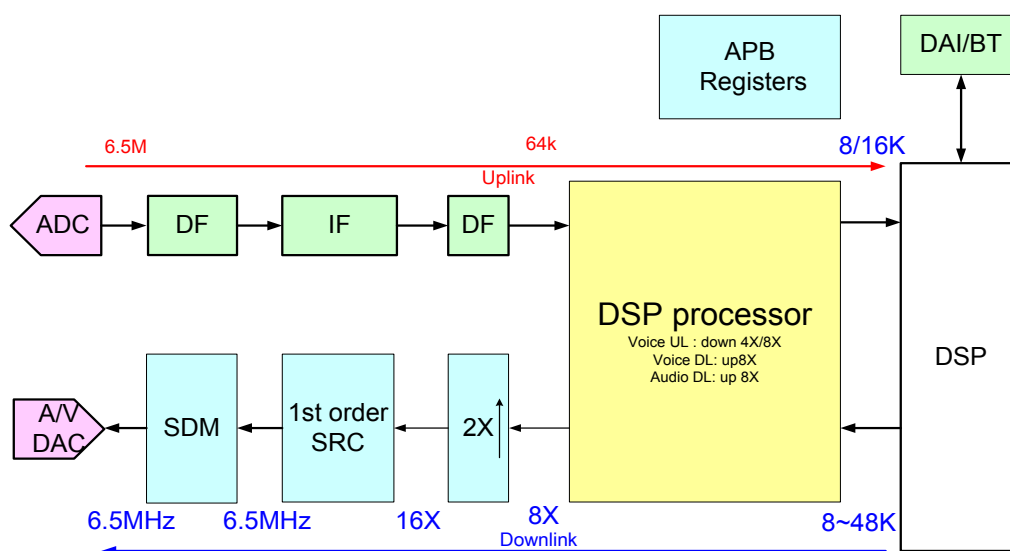 APB
Registers
DAI/BT
6.5M
64k
8/16K
Uplink
ADC
DF
IF
DF
DSP processor
Voice UL : down 4X/8X
Voice DL: up8X
Audio DL: up 8X
DSP
A/V
DAC
SDM
1st order
SRC
2X
6.5MHz
6.5MHz
16X
8X
8~48K
Downlink